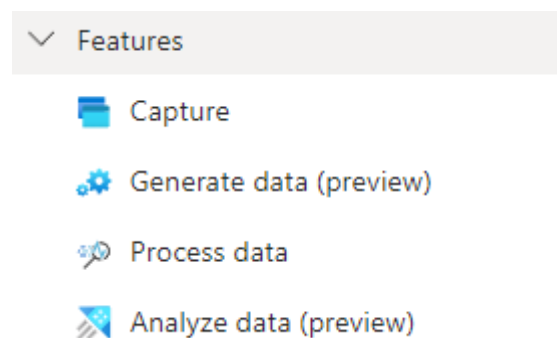 Features
Capture
Generate data (preview)
Process data
Analyze data (preview)